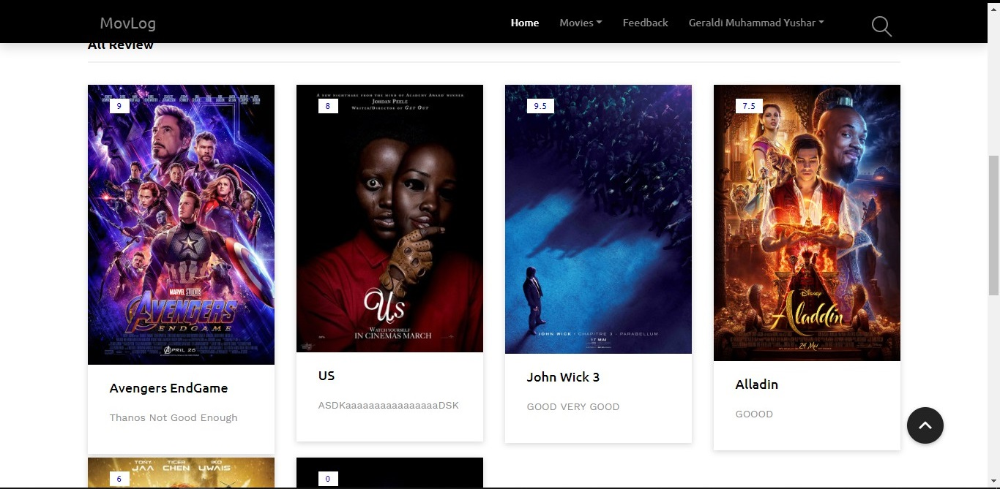 MovLog
Home Movies Feedback Geraldi Muhammad Yushar
All Review
9
MARVEL STUDIOS
AVENGERS
ENDGAME
APRIL 26
Avengers EndGame
Thanos Not Good Enough
8
A NEW NIGHTMARE FROM THE MIND OF ACADEMY AWARD WINNER
JORDAN PEELE
WRITER/DIRECTOR OF GET OUT
Us
WATCH YOURSELF
IN CINEMAS MARCH
US
ASDKaaaaaaaaaaaaaaaaDSK
9.5
JOHN WICK • CHAPITRE 3 • PARABELLUM
17 MAI
John Wick 3
GOOD VERY GOOD
7.5
Disney
Aladdin
24 May
Alladin
GOOOD
6
TONY TIGER IKO
JAA CHEN UWAIS
0